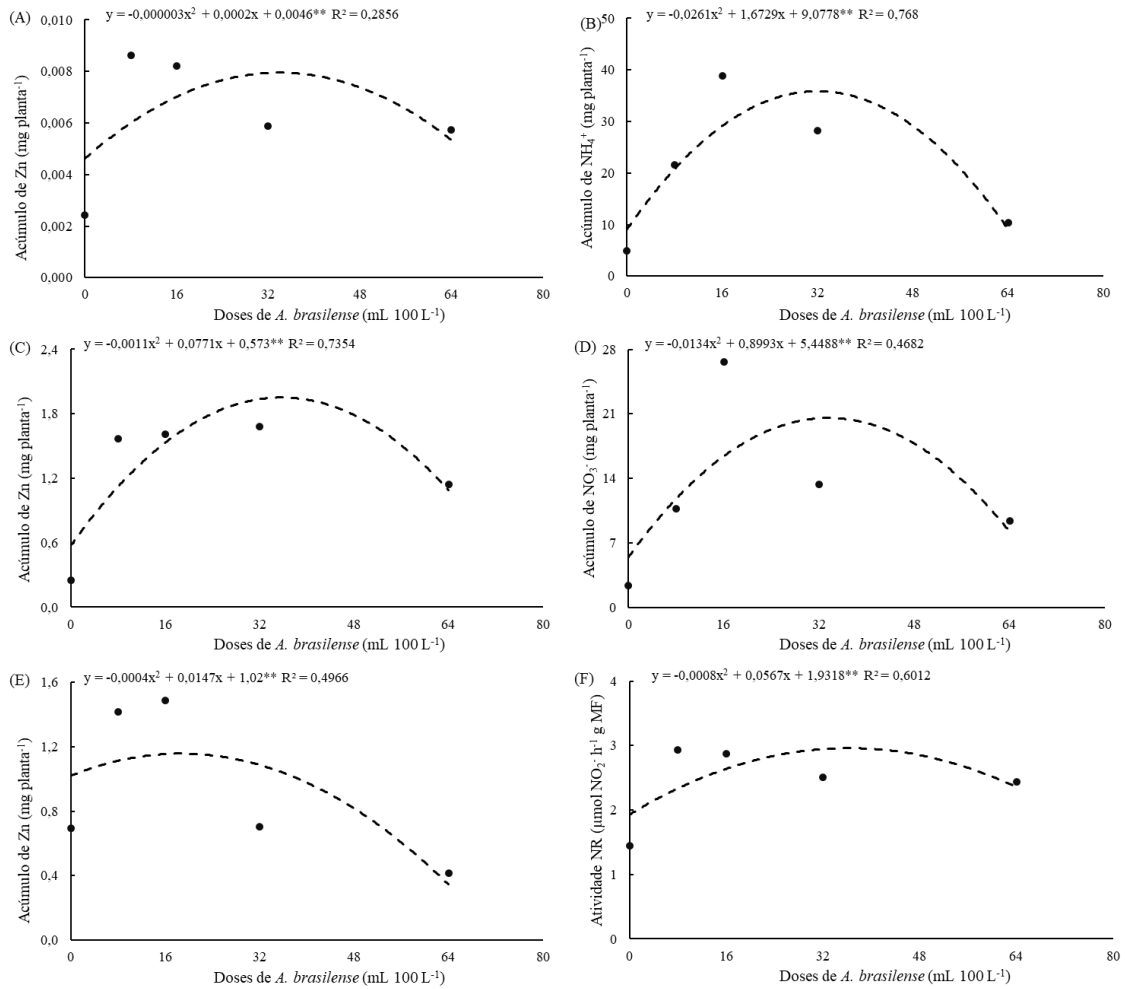 (A)
y = -0,000003x² + 0,0002x + 0,0046** R² = 0,2856
Acúmulo de Zn (mg planta⁻¹)
0,010
0,008
0,006
0,004
0,002
0,000
0 16 32 48 64 80
Doses de A. brasilense (mL 100 L⁻¹)
(B)
y = -0,0261x² + 1,6729x + 9,0778** R² = 0,768
Acúmulo de NH₄⁺ (mg planta⁻¹)
50
40
30
20
10
0
0 16 32 48 64 80
Doses de A. brasilense (mL 100 L⁻¹)
(C)
y = -0,0011x² + 0,0771x + 0,573** R² = 0,7354
Acúmulo de Zn (mg planta⁻¹)
2,4
1,8
1,2
0,6
0,0
0 16 32 48 64 80
Doses de A. brasilense (mL 100 L⁻¹)
(D)
y = -0,0134x² + 0,8993x + 5,4488** R² = 0,4682
Acúmulo de NO₃⁻ (mg planta⁻¹)
28
21
14
7
0
0 16 32 48 64 80
Doses de A. brasilense (mL 100 L⁻¹)
(E)
y = -0,0004x² + 0,0147x + 1,02** R² = 0,4966
Acúmulo de Zn (mg planta⁻¹)
1,6
1,2
0,8
0,4
0,0
0 16 32 48 64 80
Doses de A. brasilense (mL 100 L⁻¹)
(F)
y = -0,0008x² + 0,0567x + 1,9318** R² = 0,6012
Atividade NR (µmol NO₂⁻ h⁻¹ g MF)
4
3
2
1
0
0 16 32 48 64 80
Doses de A. brasilense (mL 100 L⁻¹)